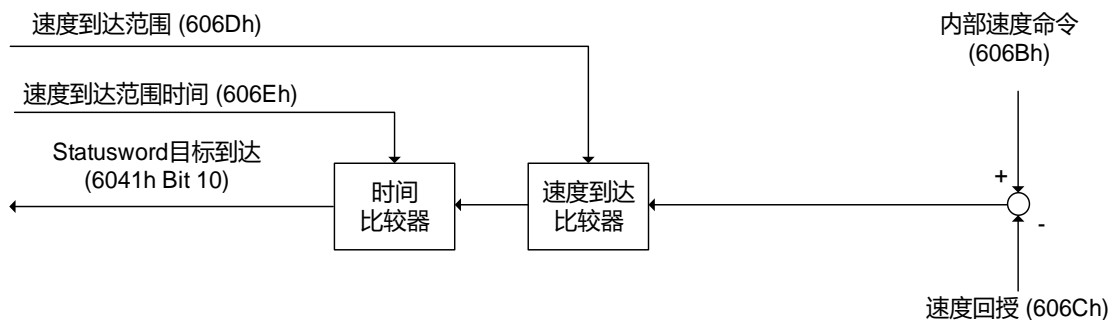 速度到达范围 (606Dh)
内部速度命令
(606Bh)
速度到达范围时间 (606Eh)
Statusword目标到达
(6041h Bit 10)
时间
比较器
速度到达
比较器
+
-
速度回授 (606Ch)